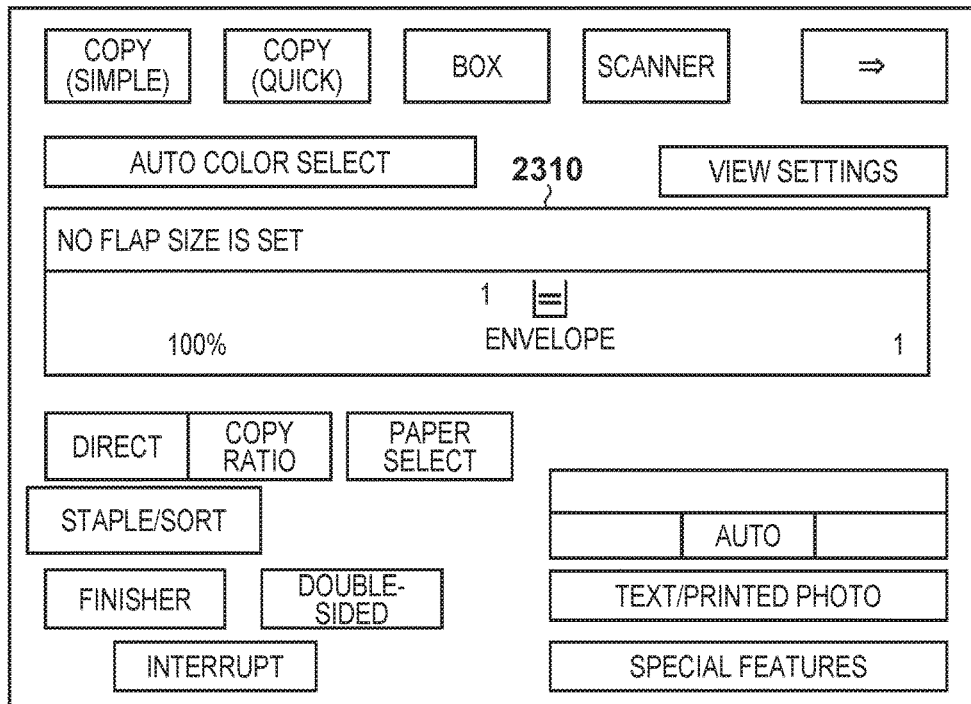 COPY
(SIMPLE)
COPY
(QUICK)
BOX
SCANNER
⇒
AUTO COLOR SELECT
2310
VIEW SETTINGS
NO FLAP SIZE IS SET
1
100%
ENVELOPE
1
DIRECT
COPY
RATIO
PAPER
SELECT
STAPLE/SORT
AUTO
FINISHER
DOUBLE-
SIDED
TEXT/PRINTED PHOTO
INTERRUPT
SPECIAL FEATURES